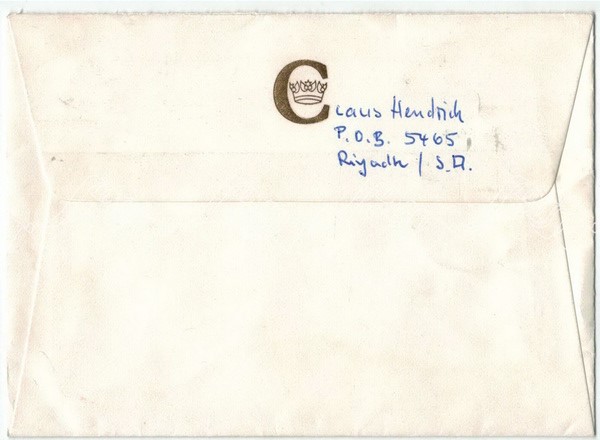 Claus Hendrich
P.O.B. 5465
Riyadh / S.A.